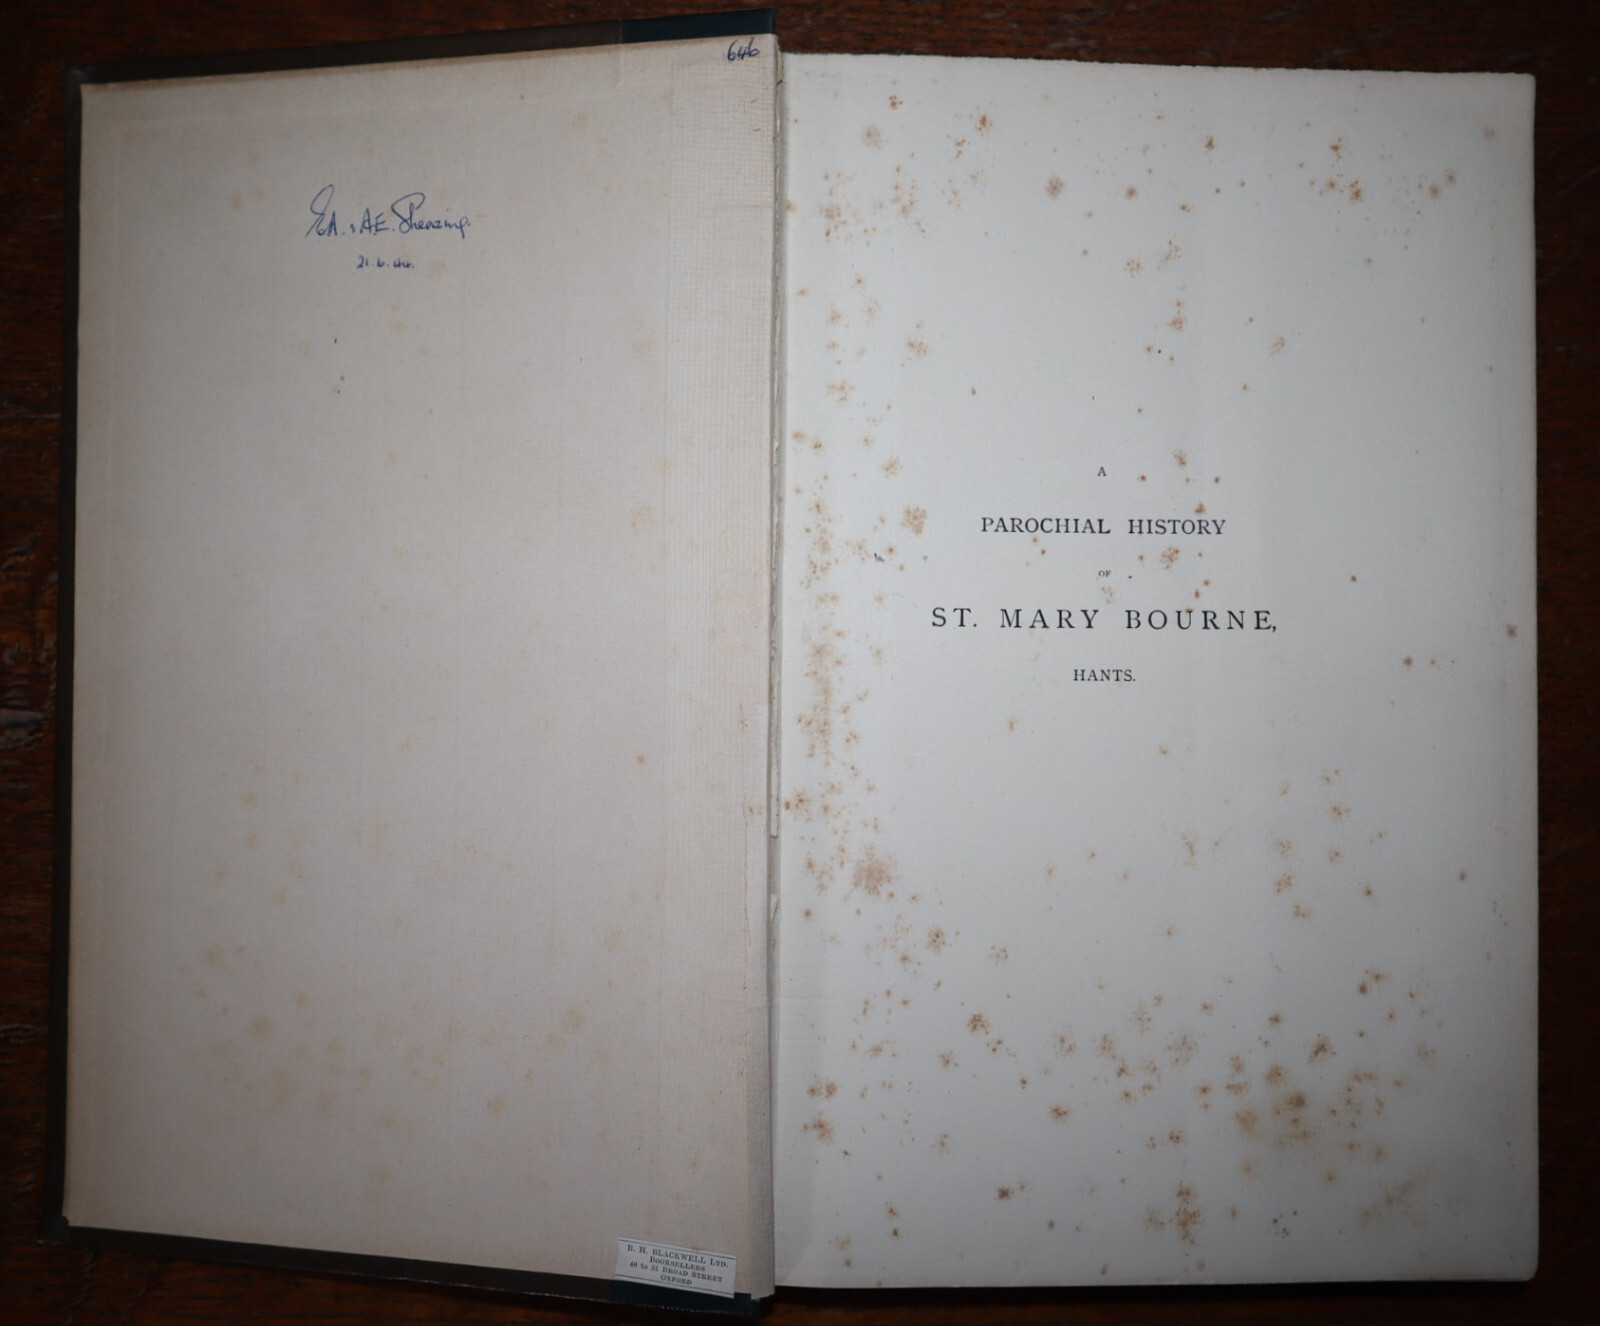 646
E.A. & A.E. Shearing.
21.6.44.
B. H. BLACKWELL LTD.
BOOKSELLERS
48 to 51 BROAD STREET
OXFORD
A
PAROCHIAL HISTORY
OF
ST. MARY BOURNE,
HANTS.